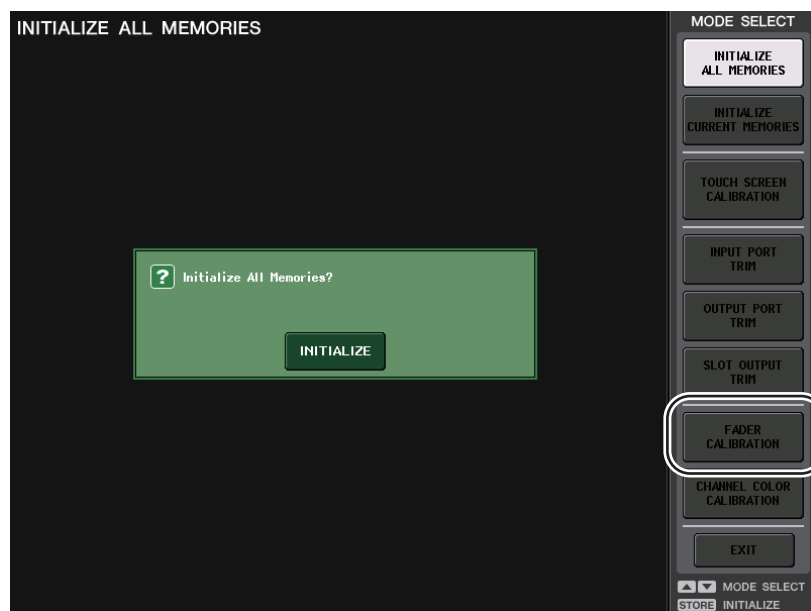 INITIALIZE ALL MEMORIES
? Initialize All Memories?
INITIALIZE
MODE SELECT
INITIALIZE
ALL MEMORIES
INITIALIZE
CURRENT MEMORIES
TOUCH SCREEN
CALIBRATION
INPUT PORT
TRIM
OUTPUT PORT
TRIM
SLOT OUTPUT
TRIM
FADER
CALIBRATION
CHANNEL COLOR
CALIBRATION
EXIT
MODE SELECT
STORE INITIALIZE